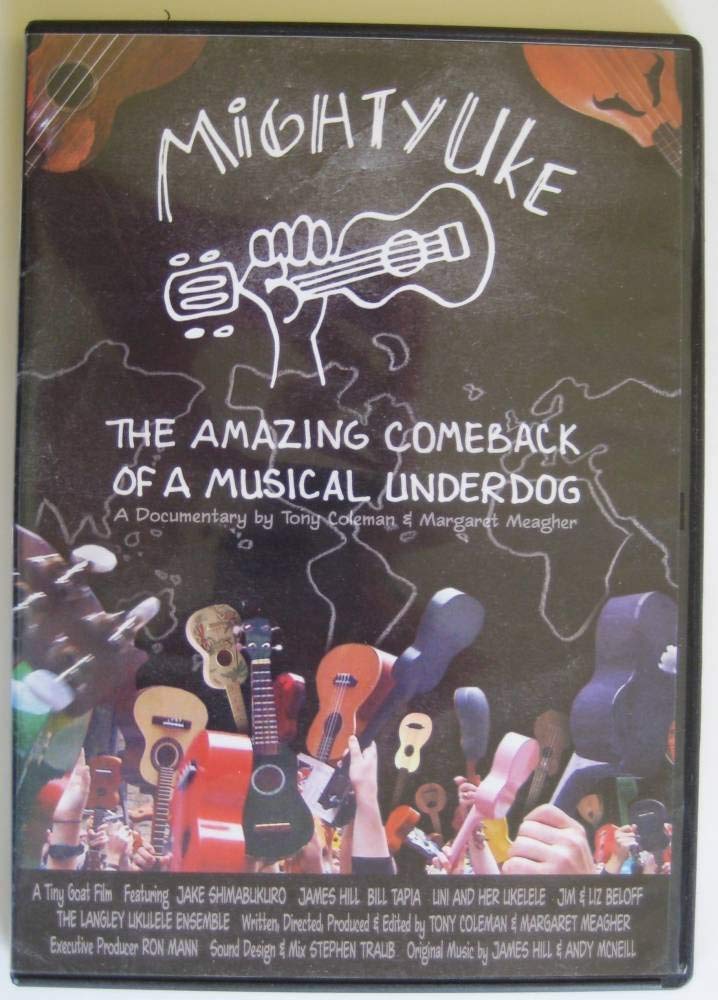 MiGHTY UKE
THE AMAZING COMEBACK
OF A MUSICAL UNDERDOG
A Documentary by Tony Coleman & Margaret Meagher
A Tiny Goat Film Featuring JAKE SHIMABUKURO JAMES HILL BILL TAPIA UNI AND HER UKELELE JIM & LIZ BELOFF
THE LANGLEY UKULELE ENSEMBLE Written, Directed, Produced & Edited by TONY COLEMAN & MARGARET MEAGHER
Executive Producer RON MANN Sound Design & Mix STEPHEN TRAUB Original Music by JAMES HILL & ANDY MCNEILL